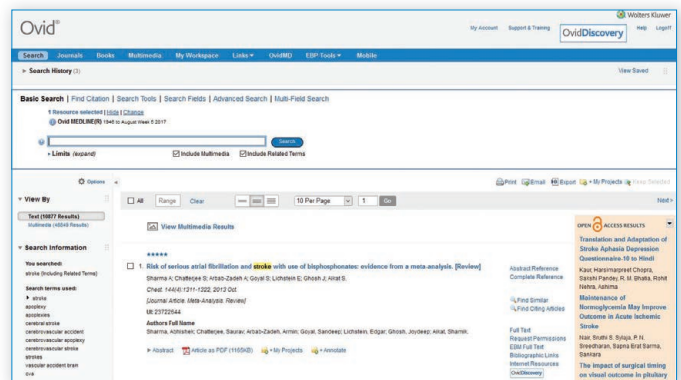 Wolters Kluwer
Ovid®
My Account Support & Training OvidDiscovery Help Logoff
Search Journals Books Multimedia My Workspace Links OvidMD EBP Tools Mobile
Search History (3) View Saved
Basic Search | Find Citation | Search Tools | Search Fields | Advanced Search | Multi-Field Search
1 Resource selected | Hide | Change
Ovid MEDLINE(R) 1946 to August Week 5 2017
Search
Limits (expand) Include Multimedia Include Related Terms
Options Print Email Export + My Projects Keep Selected
View By
All Range Clear 10 Per Page 1 Go Next>
Text (10877 Results)
Multimedia (40849 Results)
View Multimedia Results
Search Information
You searched:
stroke (including Related Terms)
Search terms used:
stroke
apoplexy
apoplexies
cerebral stroke
cerebrovascular accident
cerebrovascular apoplexy
cerebrovascular stroke
strokes
vascular accident brain
cva
1. Risk of serious atrial fibrillation and stroke with use of bisphosphonates: evidence from a meta-analysis. [Review]
Sharma A; Chatterjee S; Arbab-Zadeh A; Goyal S; Lichstein E; Ghosh J; Aikat S.
Chest. 144(4):1311-1322, 2013 Oct
[Journal Article. Meta-Analysis. Review]
UI: 23722644
Authors Full Name
Sharma, Abhishek; Chatterjee, Saurav; Arbab-Zadeh, Armin; Goyal, Sandeep; Lichstein, Edgar; Ghosh, Joydeep; Aikat, Shamik.
Abstract Article as PDF (1165KB) + My Projects + Annotate
Abstract Reference
Complete Reference
Find Similar
Find Citing Articles
Full Text
Request Permissions
EBM Full Text
Bibliographic Links
Internet Resources
OvidDiscovery
OPEN ACCESS RESULTS
Translation and Adaptation of
Stroke Aphasia Depression
Questionnaire-10 to Hindi
Kaur, Harsimarpreet Chopra,
Sanshi Pandey, R. M. Bhatia, Rohit
Nehra, Ashima
Maintenance of
Normoglycemia May Improve
Outcome in Acute Ischemic
Stroke
Nair, Sruthi S. Sylaja, P. N.
Sreedharan, Sapna Erat Sarma,
Sankara
The impact of surgical timing
on visual outcome in pituitary